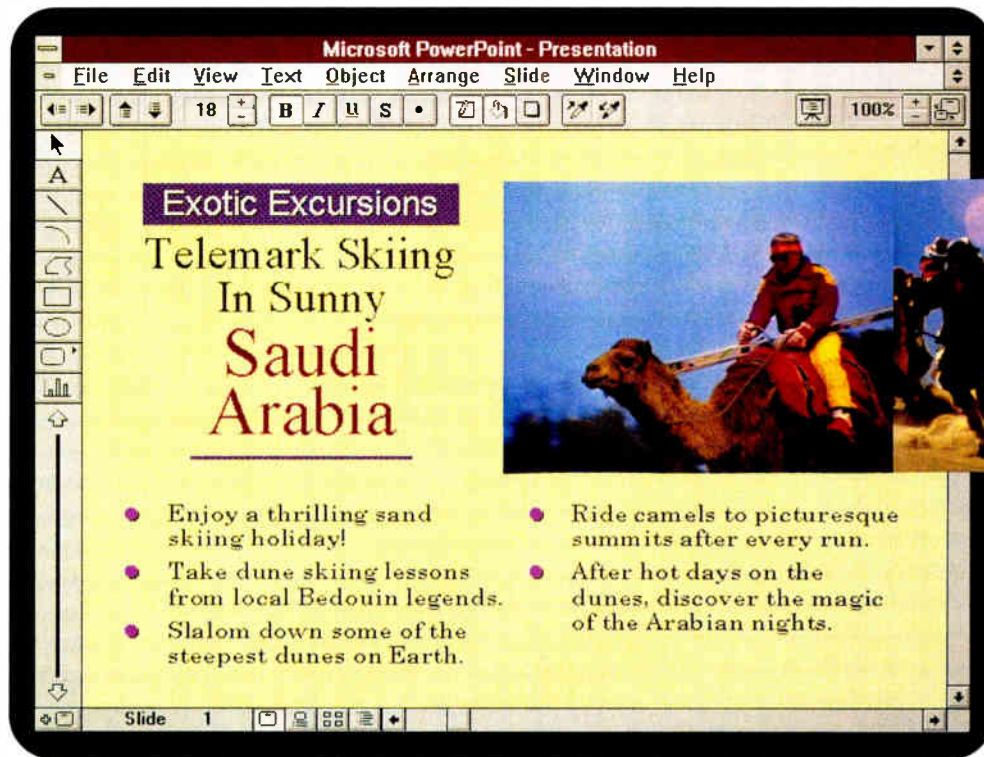 Microsoft PowerPoint - Presentation
File Edit View Text Object Arrange Slide Window Help
18 + - B I U S 100% + -
A
Exotic Excursions
Telemark Skiing
In Sunny
Saudi
Arabia
Enjoy a thrilling sand
skiing holiday!
Take dune skiing lessons
from local Bedouin legends.
Slalom down some of the
steepest dunes on Earth.
Ride camels to picturesque
summits after every run.
After hot days on the
dunes, discover the magic
of the Arabian nights.
Slide 1